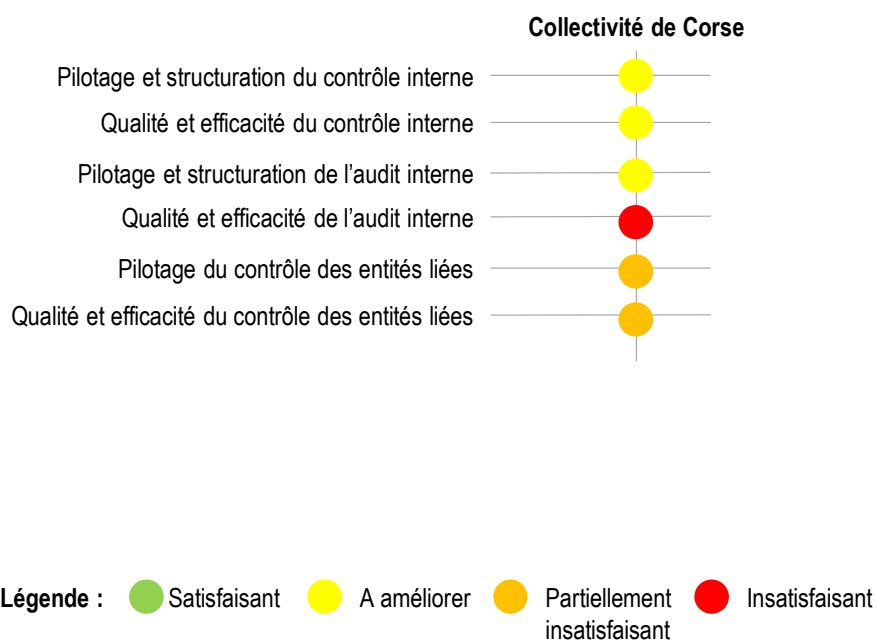 Collectivité de Corse
Pilotage et structuration du contrôle interne
Qualité et efficacité du contrôle interne
Pilotage et structuration de l’audit interne
Qualité et efficacité de l’audit interne
Pilotage du contrôle des entités liées
Qualité et efficacité du contrôle des entités liées
Légende : Satisfaisant A améliorer Partiellement Insatisfaisant
insatisfaisant